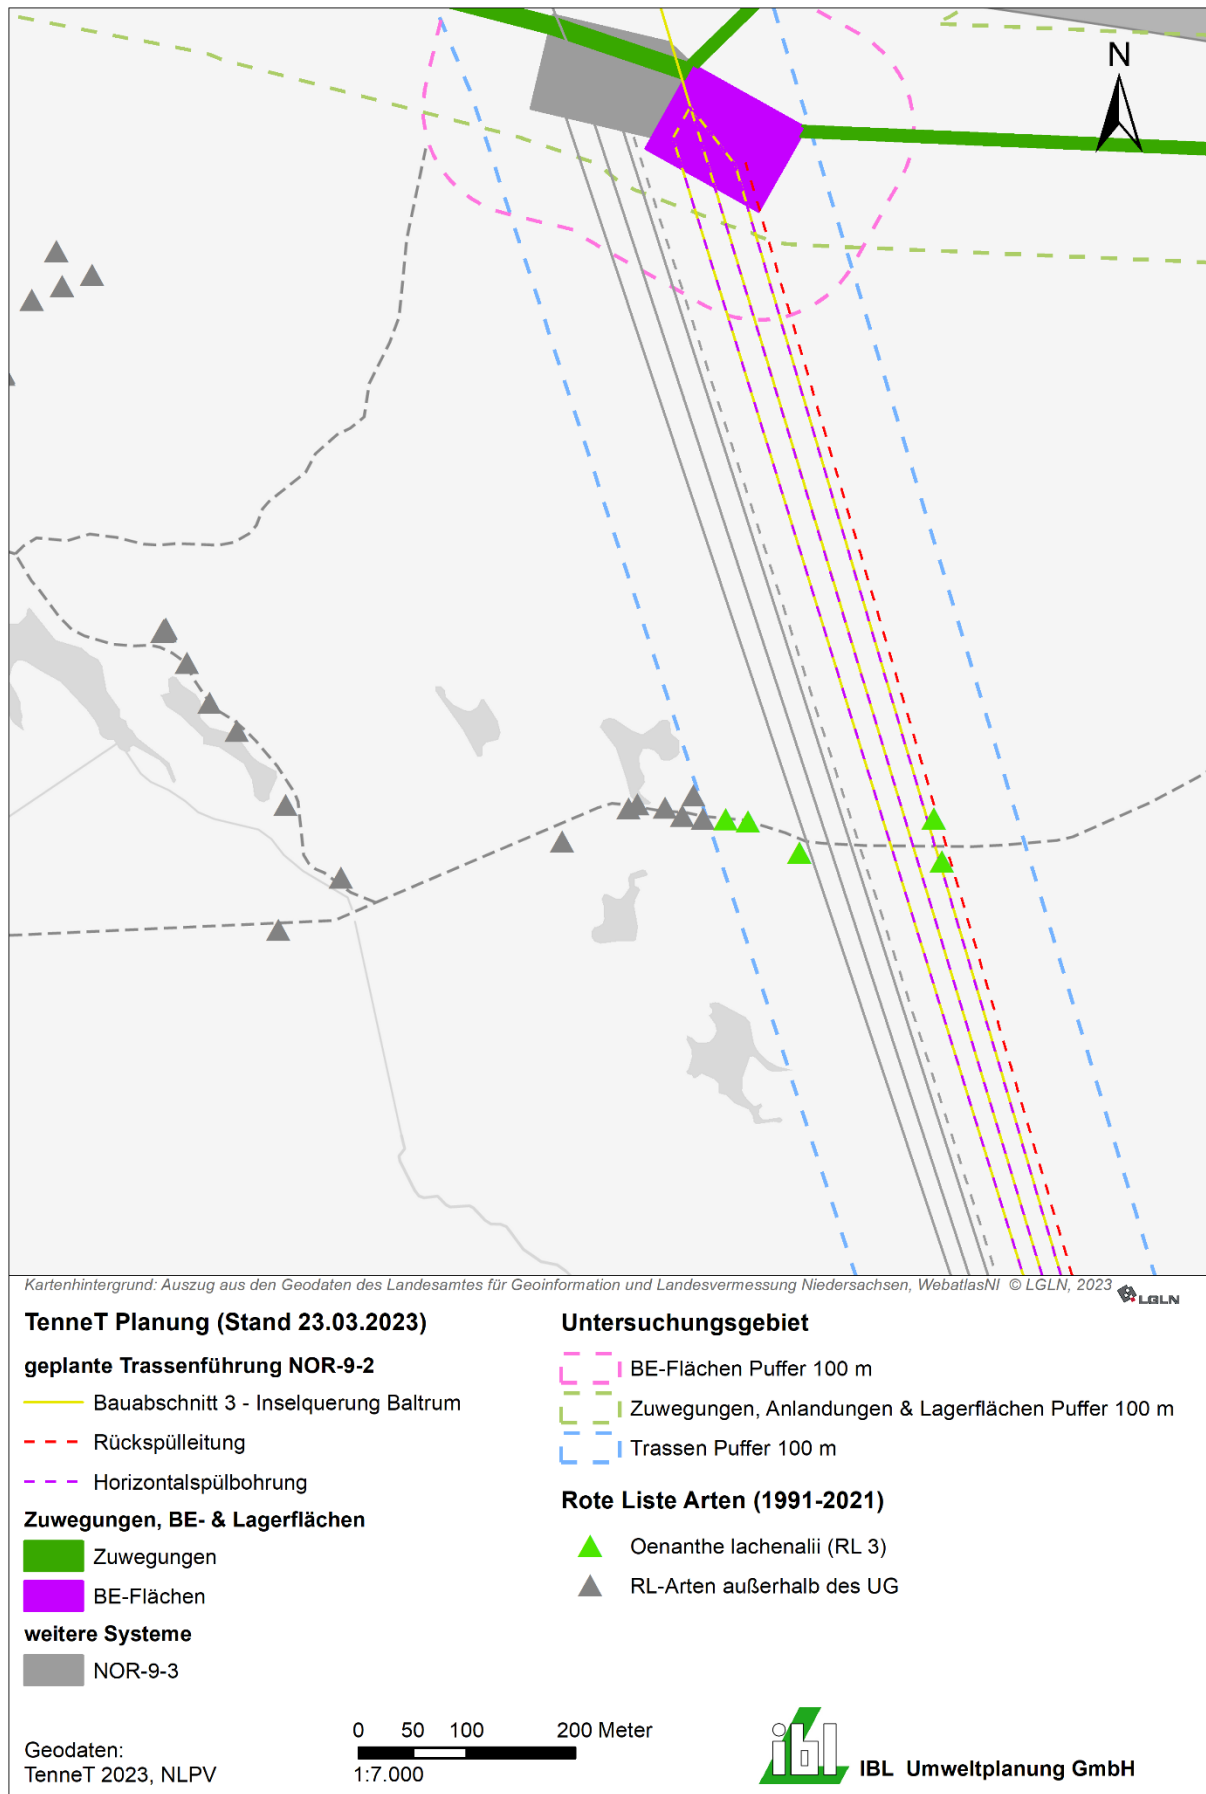 N
Kartenhintergrund: Auszug aus den Geodaten des Landesamtes für Geoinformation und Landesvermessung Niedersachsen, WebatlasNI © LGLN, 2023
LGLN
TenneT Planung (Stand 23.03.2023)
geplante Trassenführung NOR-9-2
Bauabschnitt 3 - Inselquerung Baltrum
Rückspülleitung
Horizontalspülbohrung
Zuwegungen, BE- & Lagerflächen
Zuwegungen
BE-Flächen
weitere Systeme
NOR-9-3
Untersuchungsgebiet
BE-Flächen Puffer 100 m
Zuwegungen, Anlandungen & Lagerflächen Puffer 100 m
Trassen Puffer 100 m
Rote Liste Arten (1991-2021)
Oenanthe lachenalii (RL 3)
RL-Arten außerhalb des UG
Geodaten:
TenneT 2023, NLPV
0 50 100 200 Meter
1:7.000
ibl
IBL Umweltplanung GmbH